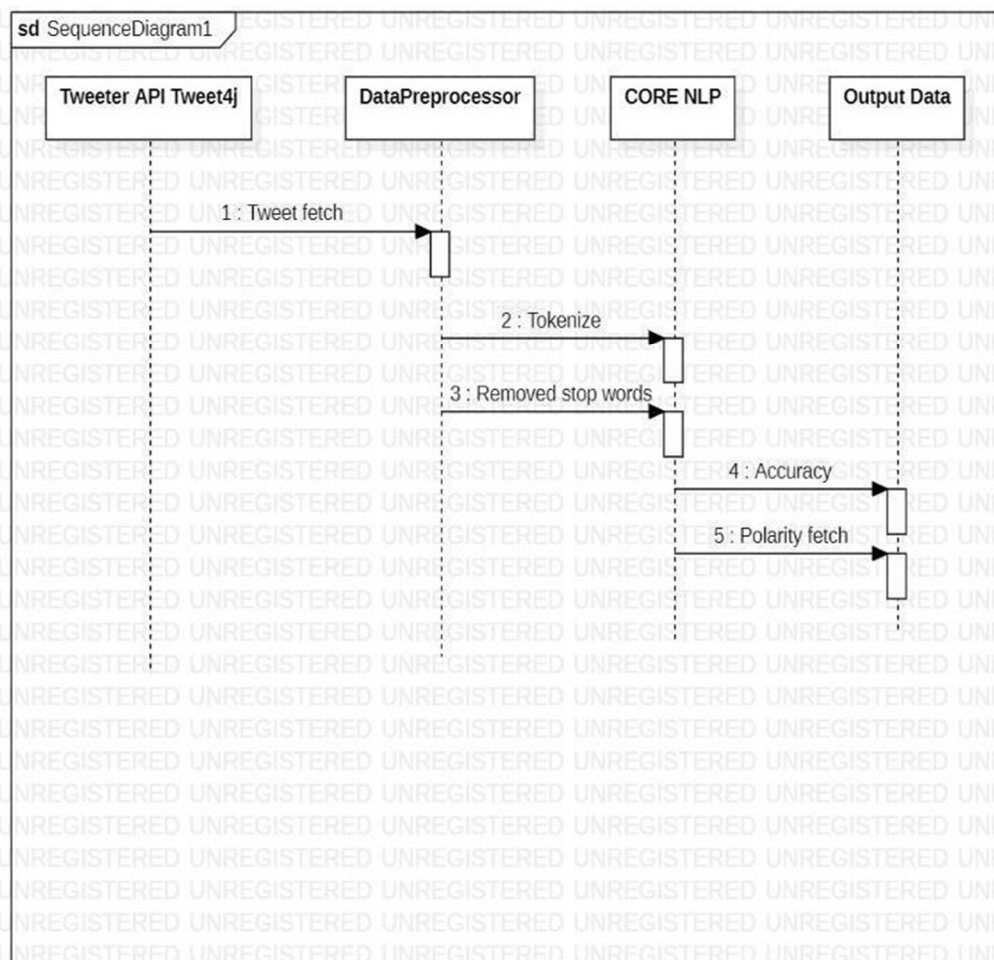 sd SequenceDiagram1
Tweeter API Tweet4j
DataPreprocessor
CORE NLP
Output Data
1 : Tweet fetch
2 : Tokenize
3 : Removed stop words
4 : Accuracy
5 : Polarity fetch
UNREGISTERED